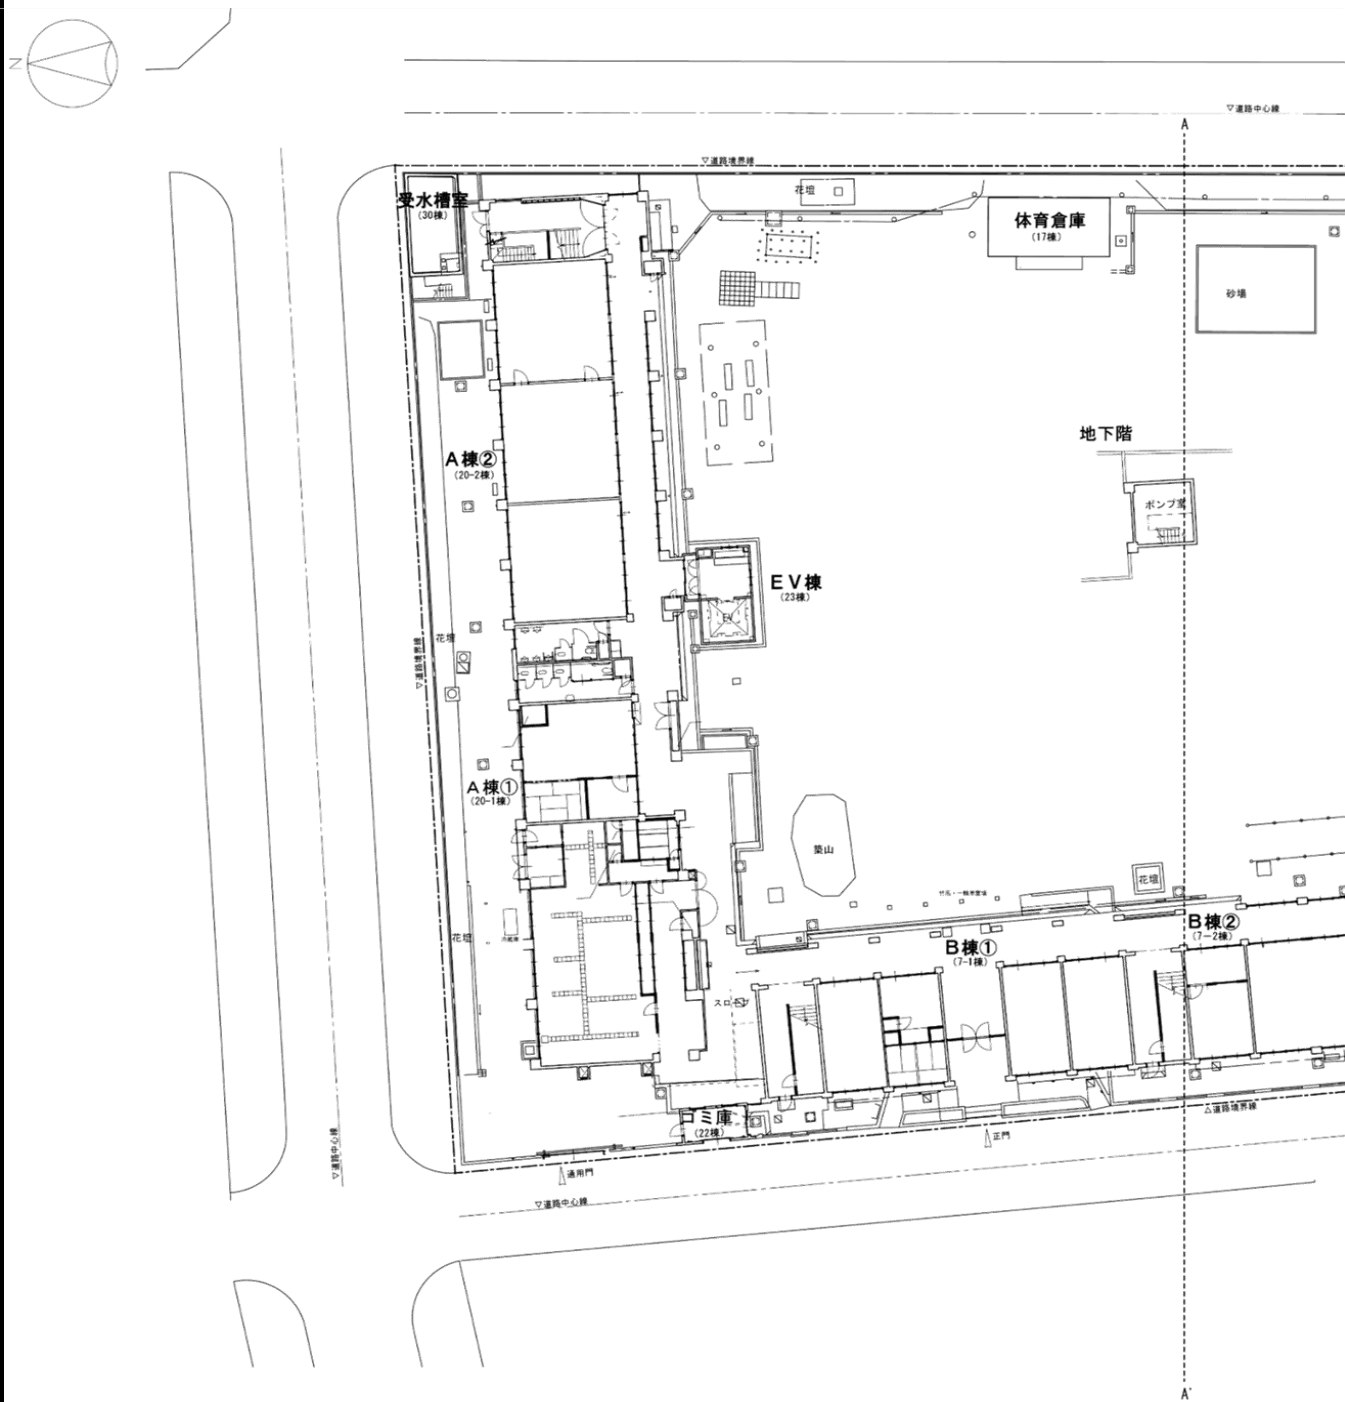 N
▽道路中心線
A
▽道路境界線
受水槽室
(30棟)
花壇
体育倉庫
(17棟)
砂場
地下階
A棟②
(20-2棟)
ポンプ室
EV棟
(23棟)
EV
花壇
▽道路境界線
A棟①
(20-1棟)
築山
花壇
花壇
B棟②
(7-2棟)
B棟①
(7-1棟)
スロープ
ゴミ庫
(22棟)
△道路境界線
正門
通用門
▽道路中心線
▽道路中心線
A'